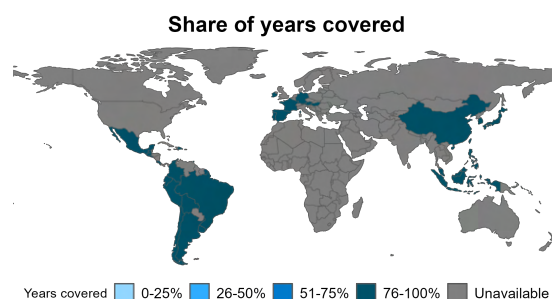 Share of years covered
Years covered 0-25% 26-50% 51-75% 76-100% Unavailable